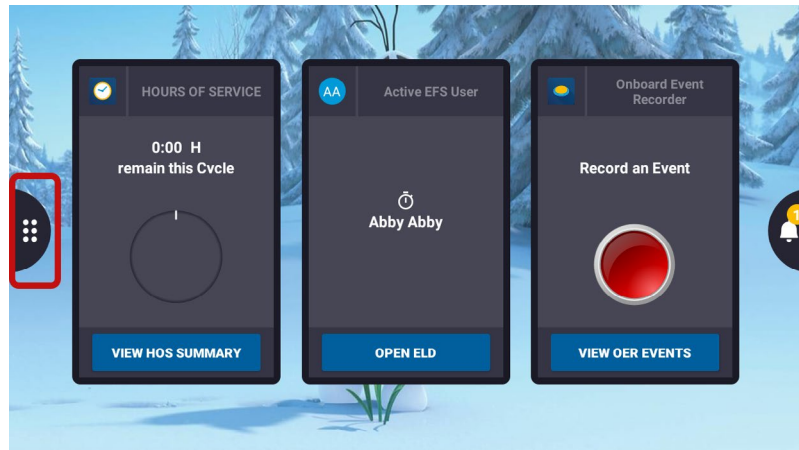 HOURS OF SERVICE
0:00 H
remain this Cvcle
VIEW HOS SUMMARY
AA
Active EFS User
Abby Abby
OPEN ELD
Onboard Event
Recorder
Record an Event
VIEW OER EVENTS
1